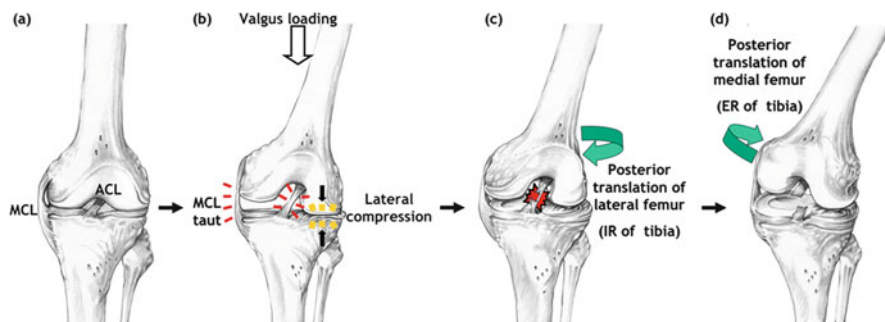 (a)
MCL
ACL
(b)
Valgus loading
MCL
taut
Lateral
compression
(c)
Posterior
translation of
lateral femur
(IR of tibia)
(d)
Posterior
translation of
medial femur
(ER of tibia)